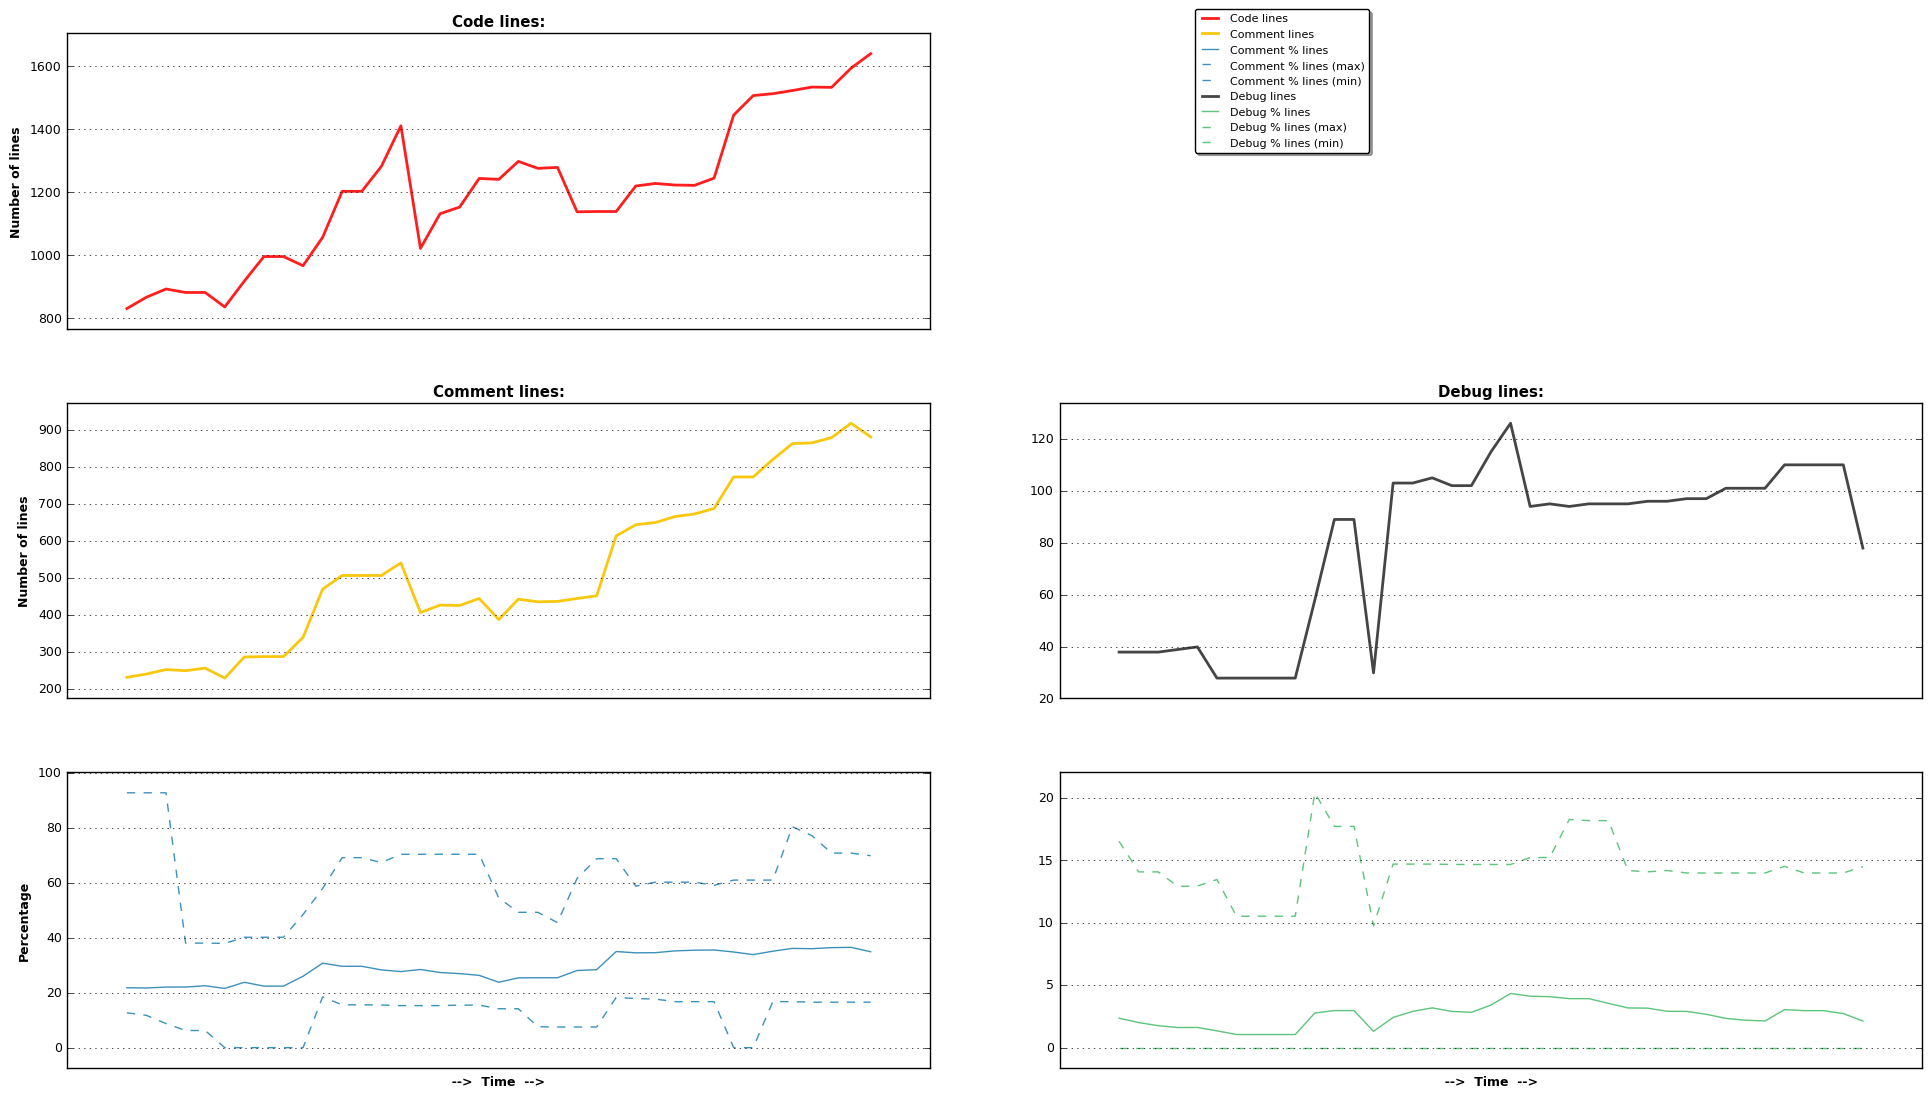 Code lines:
Number of lines
1600
1400
1200
1000
800
Code lines
Comment lines
Comment % lines
Comment % lines (max)
Comment % lines (min)
Debug lines
Debug % lines
Debug % lines (max)
Debug % lines (min)
Comment lines:
Number of lines
900
800
700
600
500
400
300
200
Debug lines:
120
100
80
60
40
20
Percentage
100
80
60
40
20
0
--> Time -->
20
15
10
5
0
--> Time -->